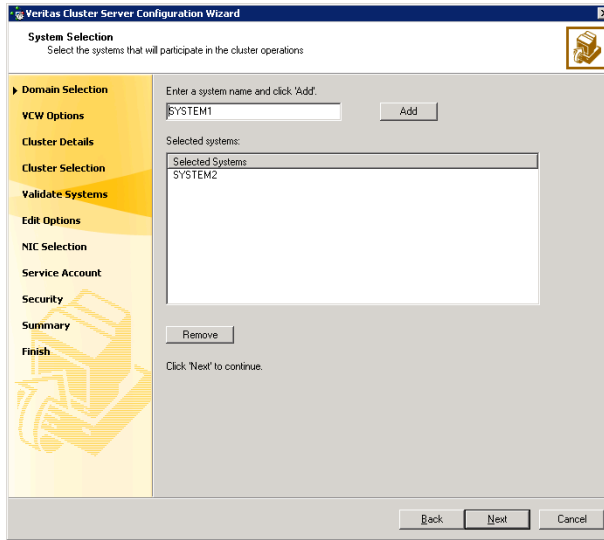 Veritas Cluster Server Configuration Wizard
System Selection
Select the systems that will participate in the cluster operations
Domain Selection
VCW Options
Cluster Details
Cluster Selection
Validate Systems
Edit Options
NIC Selection
Service Account
Security
Summary
Finish
Enter a system name and click 'Add'.
SYSTEM1
Add
Selected systems:
Selected Systems
SYSTEM2
Remove
Click 'Next' to continue.
Back
Next
Cancel